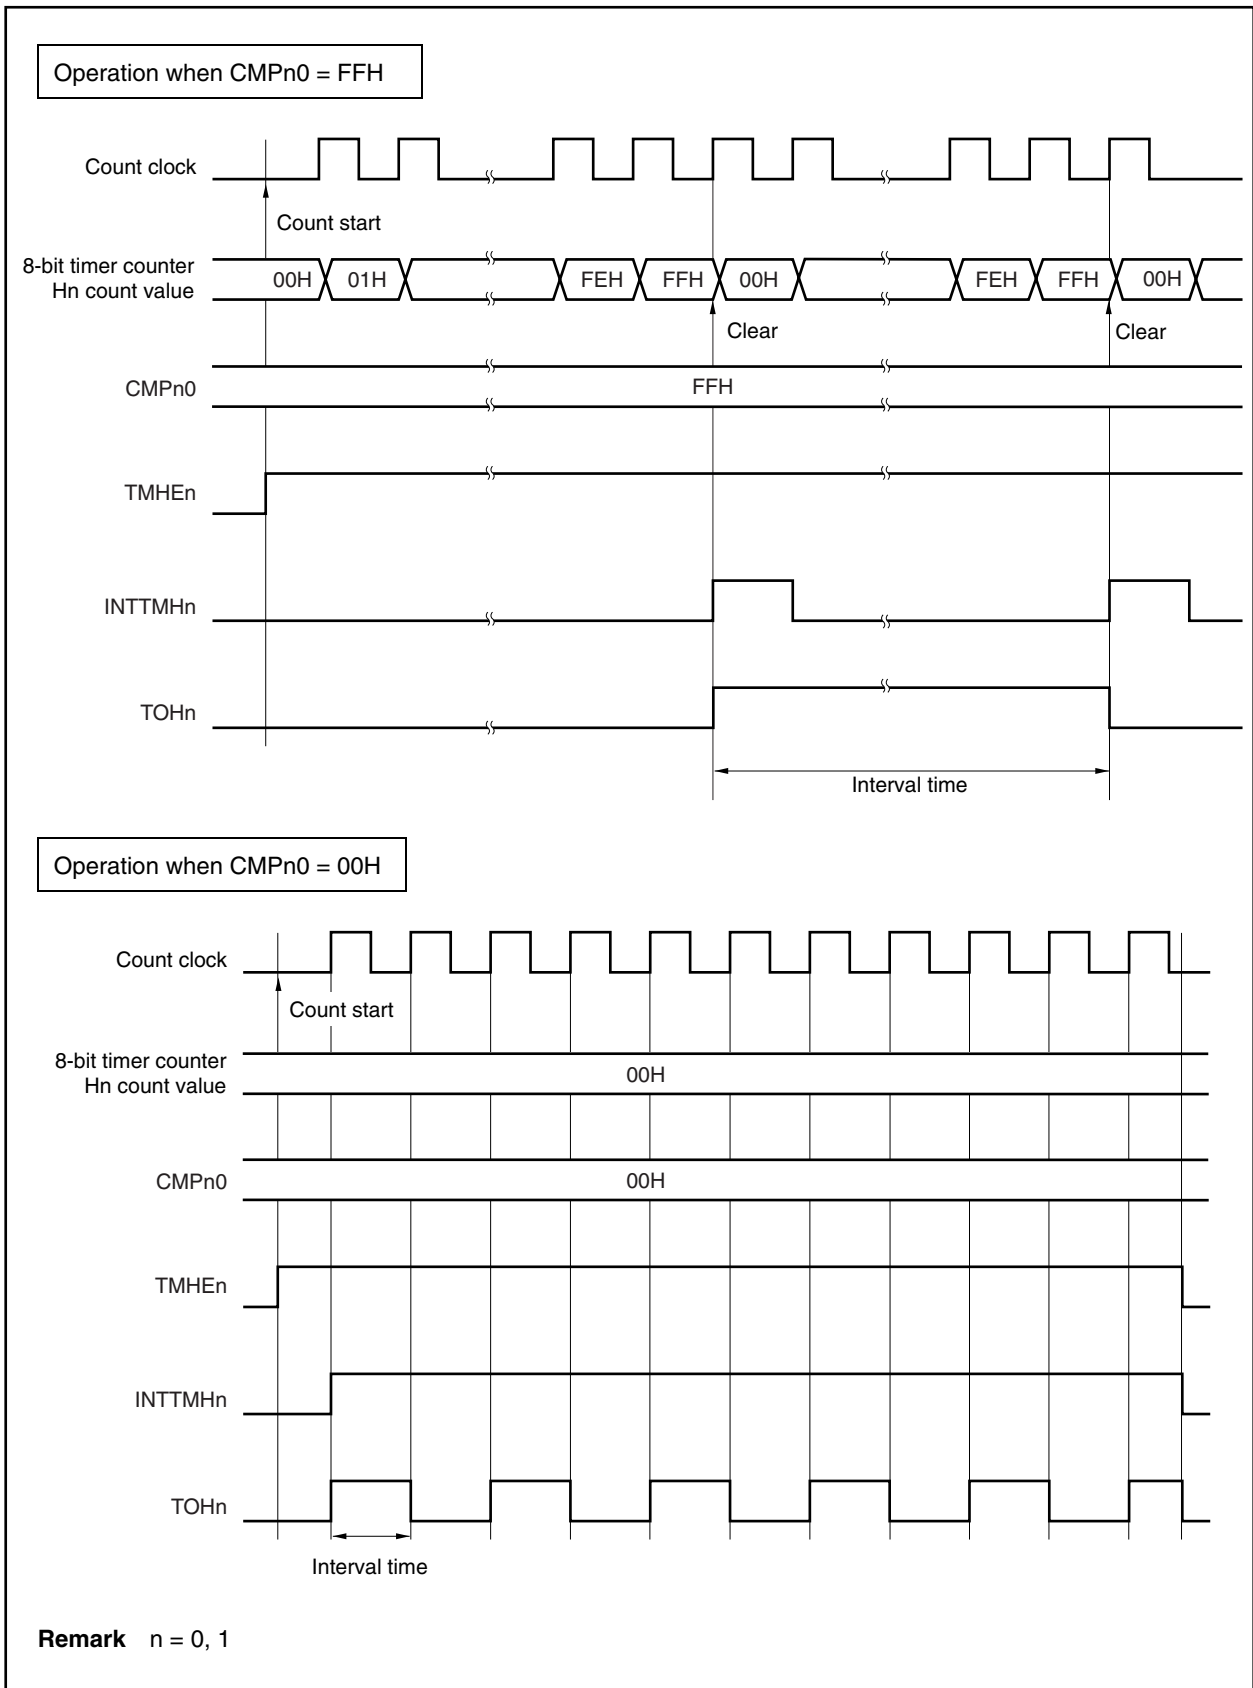 Operation when CMPn0 = FFH
Count clock
Count start
8-bit timer counter
Hn count value
00H 01H FEH FFH 00H FEH FFH 00H
Clear Clear
CMPn0 FFH
TMHEn
INTTMHn
TOHn
Interval time
Operation when CMPn0 = 00H
Count clock
Count start
8-bit timer counter
Hn count value
00H
CMPn0 00H
TMHEn
INTTMHn
TOHn
Interval time
Remark n = 0, 1